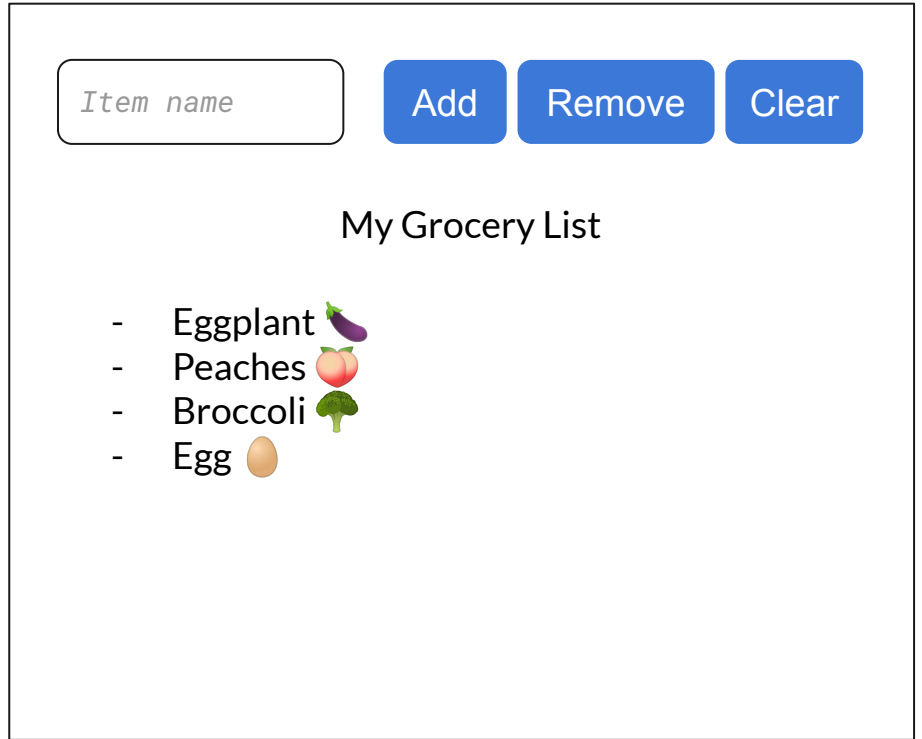 Item name Add Remove Clear
My Grocery List
- Eggplant 🍆
- Peaches 🍑
- Broccoli 🥦
- Egg 🥚